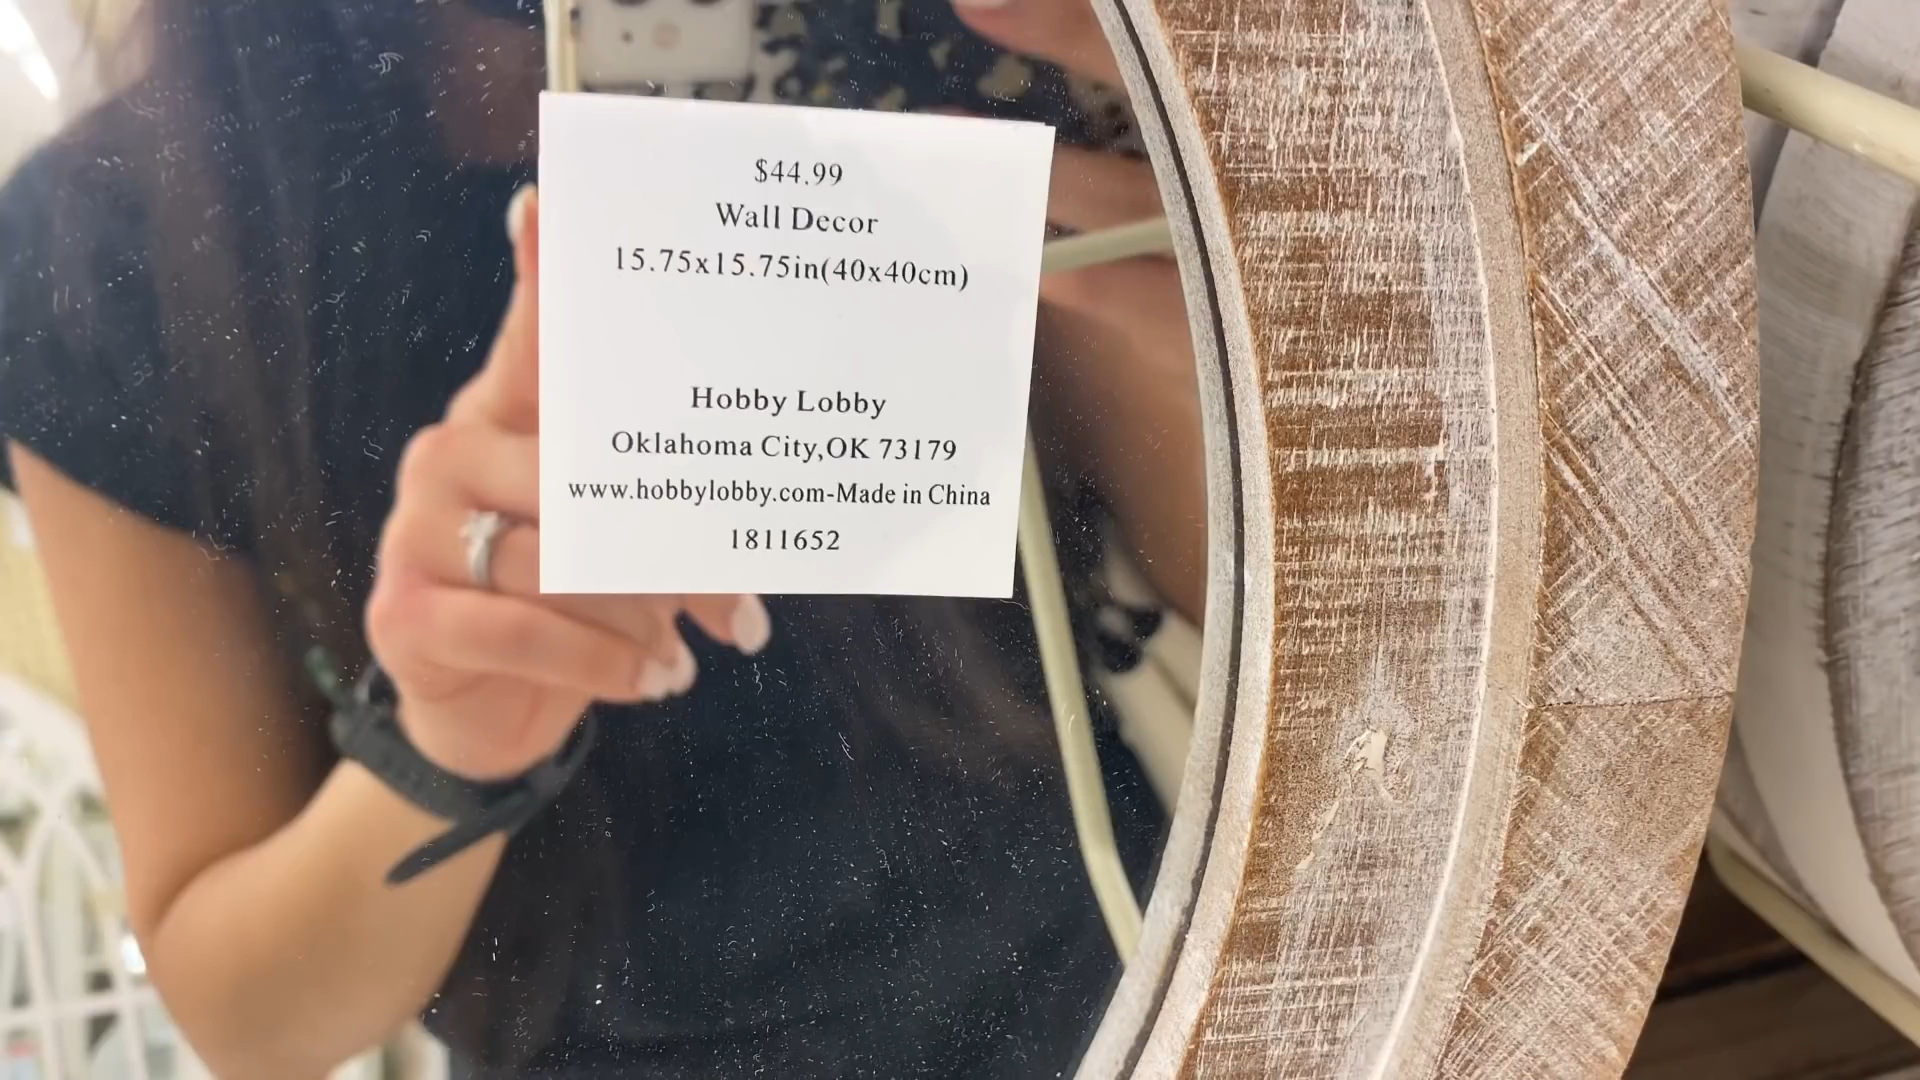 $44.99
Wall Decor
15.75x15.75in(40x40cm)
Hobby Lobby
Oklahoma City,OK 73179
www.hobbylobby.com-Made in China
1811652